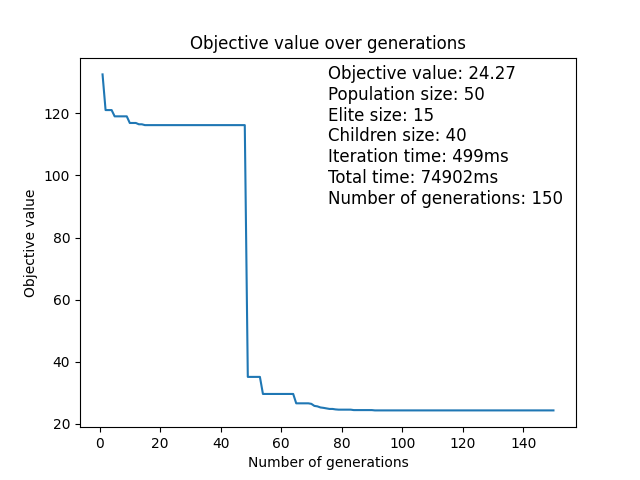 Objective value over generations
Objective value: 24.27
Population size: 50
Elite size: 15
Children size: 40
Iteration time: 499ms
Total time: 74902ms
Number of generations: 150
Objective value
120
100
80
60
40
20
0 20 40 60 80 100 120 140
Number of generations